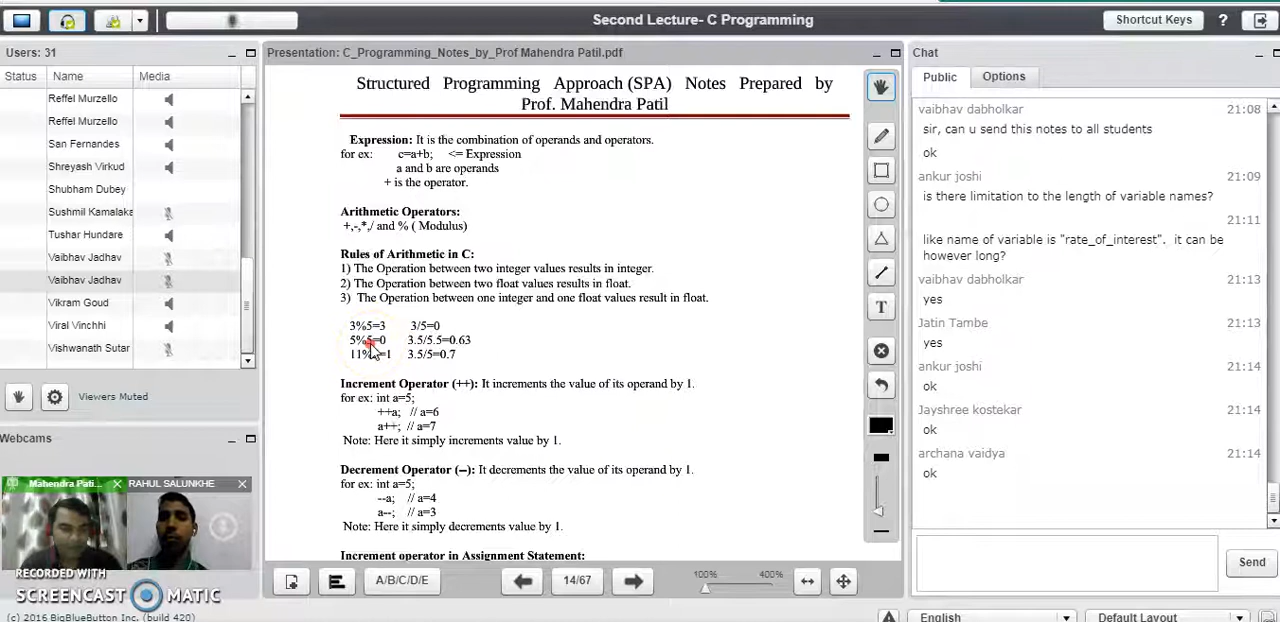 Second Lecture- C Programming
Shortcut Keys
?
Users: 31
Status Name Media
Reffel Murzello
Reffel Murzello
San Fernandes
Shreyash Virkud
Shubham Dubey
Sushmil Kamalaka
Tushar Hundare
Vaibhav Jadhav
Vaibhav Jadhav
Vikram Goud
Viral Vinchhi
Vishwanath Sutar
Viewers Muted
Webcams
Mahendra Pati...
RAHUL SALUNKHE
RECORDED WITH
SCREENCAST MATIC
(c) 2016 BigBlueButton Inc. (build 420)
Presentation: C_Programming_Notes_by_Prof Mahendra Patil.pdf
Structured Programming Approach (SPA) Notes Prepared by
Prof. Mahendra Patil
Expression: It is the combination of operands and operators.
for ex: c=a+b; <= Expression
a and b are operands
+ is the operator.
Arithmetic Operators:
+,-,*,/ and % ( Modulus)
Rules of Arithmetic in C:
1) The Operation between two integer values results in integer.
2) The Operation between two float values results in float.
3) The Operation between one integer and one float values result in float.
3%5=3 3/5=0
5%5=0 3.5/5.5=0.63
11% =1 3.5/5=0.7
Increment Operator (++): It increments the value of its operand by 1.
for ex: int a=5;
++a; // a=6
a++; // a=7
Note: Here it simply increments value by 1.
Decrement Operator (--): It decrements the value of its operand by 1.
for ex: int a=5;
--a; // a=4
a--; // a=3
Note: Here it simply decrements value by 1.
Increment operator in Assignment Statement:
T
A/B/C/D/E
14/67
100% 400%
Chat
Public Options
vaibhav dabholkar 21:08
sir, can u send this notes to all students
ok
ankur joshi 21:09
is there limitation to the length of variable names?
21:11
like name of variable is "rate_of_interest". it can be
however long?
vaibhav dabholkar 21:13
yes
Jatin Tambe 21:13
yes
ankur joshi 21:14
ok
Jayshree kostekar 21:14
ok
archana vaidya 21:14
ok
Send
English
Default Layout